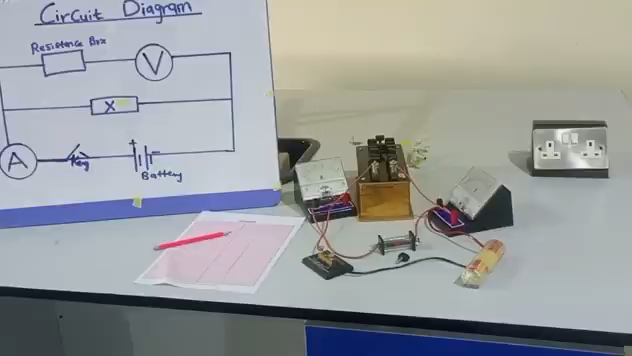 Circuit Diagram
Resistance Box
V
X
A
Key
+
-
Battery